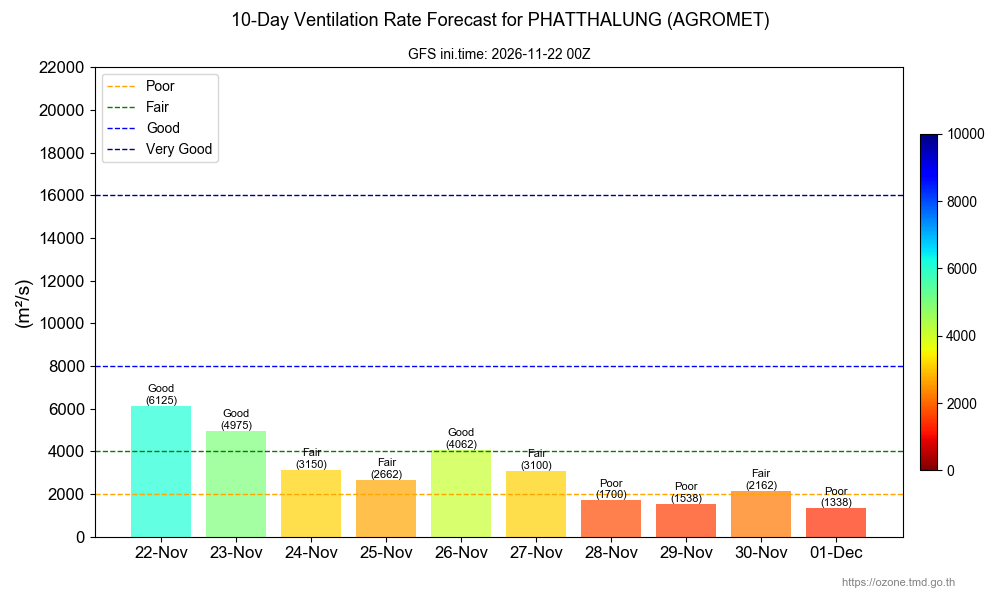 10-Day Ventilation Rate Forecast for PHATTHALUNG (AGROMET)
GFS ini.time: 2026-11-22 00Z
22000
20000
18000
16000
14000
12000
10000
8000
6000
4000
2000
0
(m²/s)
Poor
Fair
Good
Very Good
Good
(6125)
Good
(4975)
Fair
(3150)
Fair
(2662)
Good
(4062)
Fair
(3100)
Poor
(1700)
Poor
(1538)
Fair
(2162)
Poor
(1338)
22-Nov 23-Nov 24-Nov 25-Nov 26-Nov 27-Nov 28-Nov 29-Nov 30-Nov 01-Dec
10000
8000
6000
4000
2000
0
https://ozone.tmd.go.th